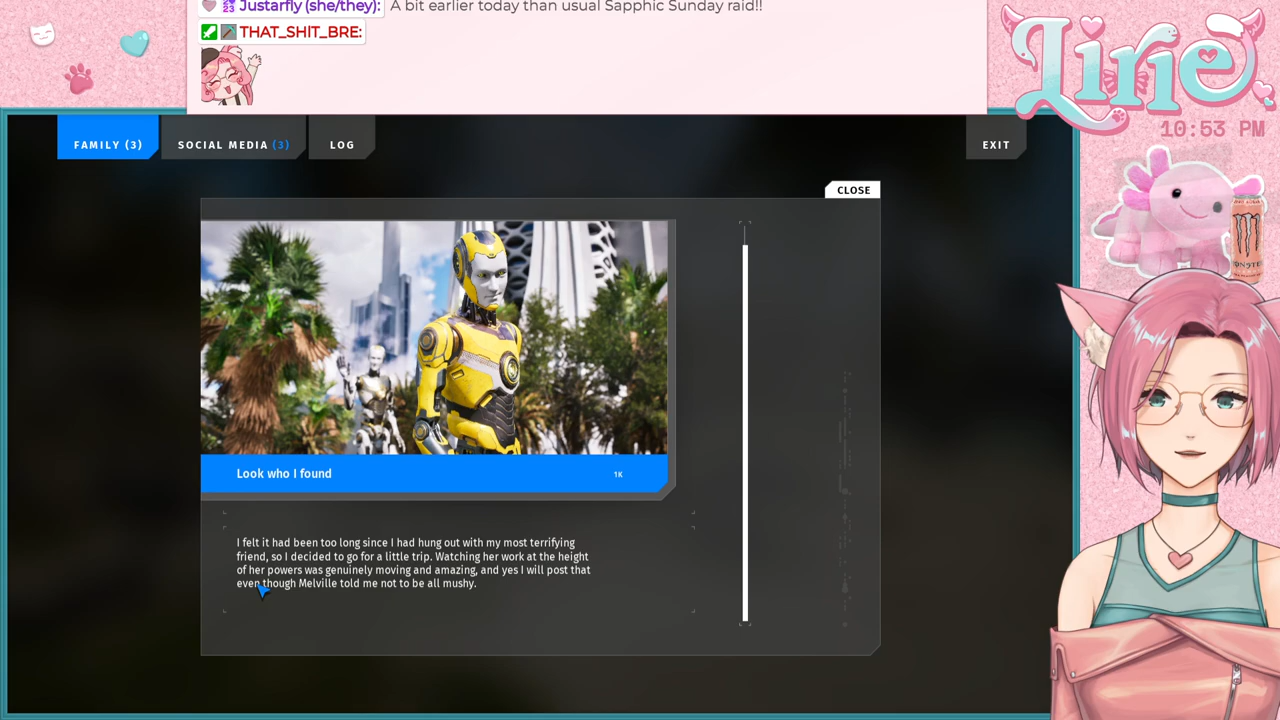 Justarfly (she/they): A bit earlier today than usual Sapphic Sunday raid!!
THAT_SHIT_BRE:
Lirie
10:53 PM
FAMILY (3)
SOCIAL MEDIA (3)
LOG
EXIT
CLOSE
Look who I found
1K
I felt it had been too long since I had hung out with my most terrifying
friend, so I decided to go for a little trip. Watching her work at the height
of her powers was genuinely moving and amazing, and yes I will post that
even though Melville told me not to be all mushy.
MONSTER